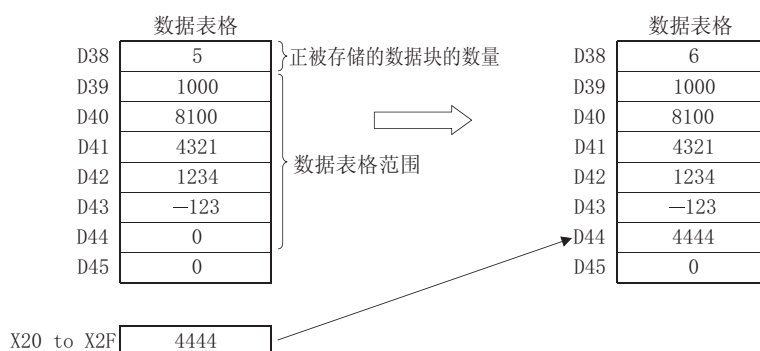 数据表格
D38 5 正被存储的数据块的数量
D39 1000
D40 8100
D41 4321
D42 1234
D43 —123
D44 0
D45 0
数据表格范围
X20 to X2F 4444
数据表格
D38 6
D39 1000
D40 8100
D41 4321
D42 1234
D43 —123
D44 4444
D45 0